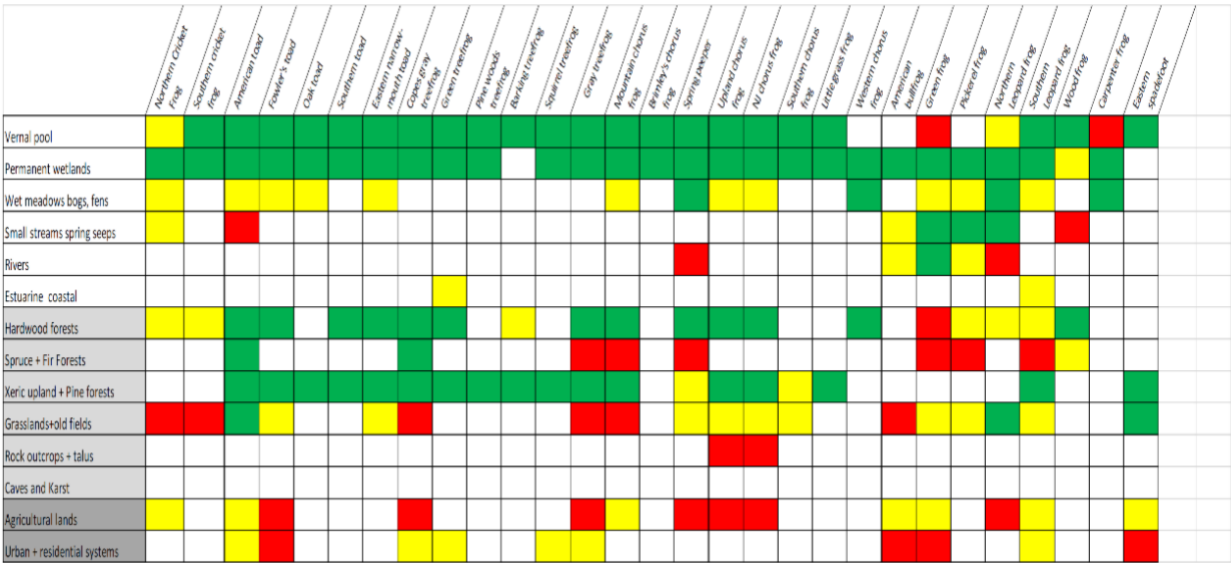 Northern Cricket
Frog
Southern cricket
frog
American toad
Fowler's toad
Oak toad
Southern toad
Eastern narrow-
mouth toad
Copes gray
treefrog
Green treefrog
Pine woods
treefrog
Barking treefrog
Squirrel treefrog
Gray treefrog
Mountain chorus
frog
Brimley's chorus
frog
Spring peeper
Upland chorus
frog
NJ chorus frog
Southern chorus
frog
Little grass frog
Western chorus
frog
American
bullfrog
Green frog
Pickerel frog
Northern
Leopard frog
Southern
Leopard frog
Wood frog
Carpenter frog
Eastern
spadefoot
Vernal pool
Permanent wetlands
Wet meadows bogs, fens
Small streams spring seeps
Rivers
Estuarine coastal
Hardwood forests
Spruce + Fir Forests
Xeric upland + Pine forests
Grasslands+old fields
Rock outcrops + talus
Caves and Karst
Agricultural lands
Urban + residential systems